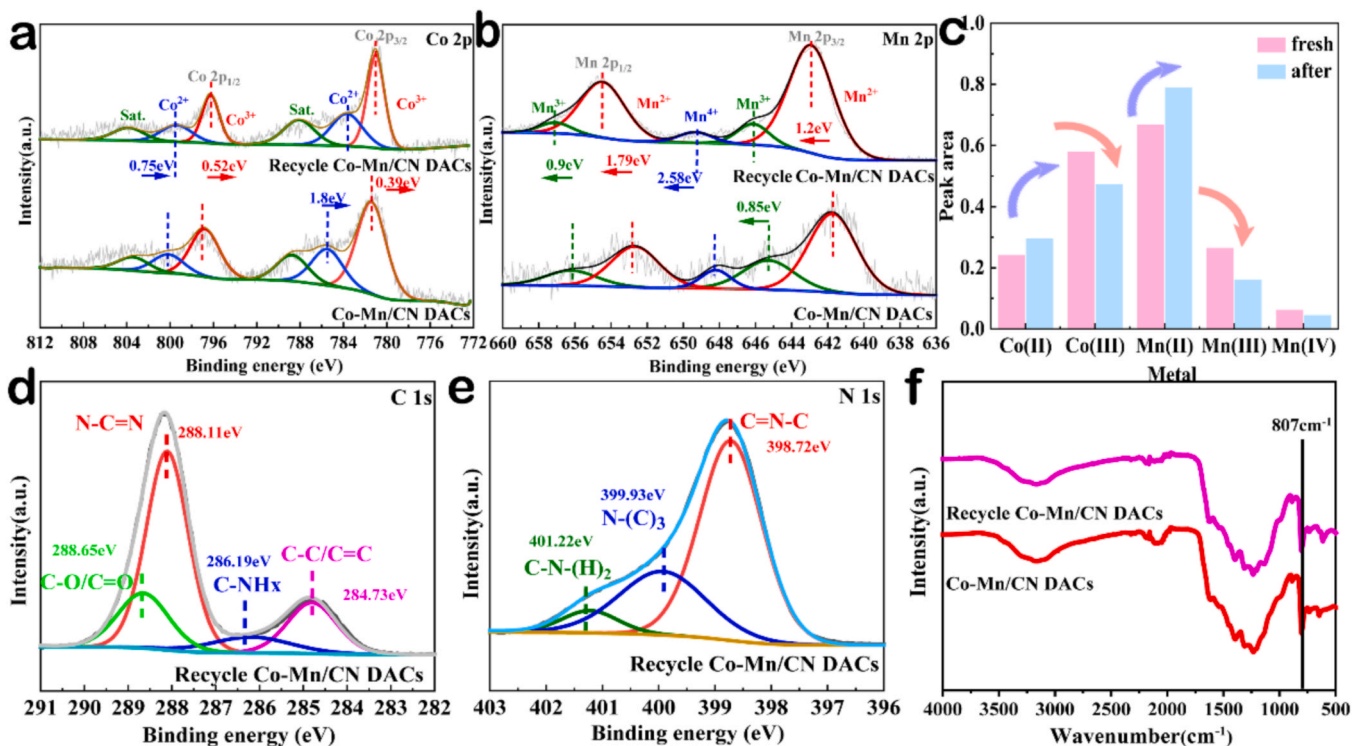 a
Co 2p
Co 2p3/2
Co 2p1/2
Sat.
Co2+
Co3+
Sat.
Co2+
Co3+
Recycle Co-Mn/CN DACs
0.75eV
0.52eV
1.8eV
0.39eV
Co-Mn/CN DACs
Intensity(a.u.)
812 808 804 800 796 792 788 784 780 776 772
Binding energy (eV)
b
Mn 2p
Mn 2p3/2
Mn 2p1/2
Mn3+
Mn2+
Mn4+
Mn3+
Mn2+
1.2eV
Recycle Co-Mn/CN DACs
0.9eV
1.79eV
2.58eV
0.85eV
Co-Mn/CN DACs
Intensity(a.u.)
660 658 656 654 652 650 648 646 644 642 640 638 636
Binding energy (eV)
c
fresh
after
Peak area
1.0
0.8
0.6
0.4
0.2
0.0
Co(II) Co(III) Mn(II) Mn(III) Mn(IV)
Metal
d
C 1s
N-C=N
288.11eV
288.65eV
C-O/C=O
286.19eV
C-NHx
C-C/C=C
284.73eV
Recycle Co-Mn/CN DACs
Intensity(a.u.)
291 290 289 288 287 286 285 284 283 282
Binding energy (eV)
e
N 1s
C=N-C
398.72eV
399.93eV
N-(C)3
401.22eV
C-N-(H)2
Recycle Co-Mn/CN DACs
Intensity(a.u.)
403 402 401 400 399 398 397 396
Binding energy (eV)
f
807cm-1
Recycle Co-Mn/CN DACs
Co-Mn/CN DACs
Intensity(a.u.)
4000 3500 3000 2500 2000 1500 1000 500
Wavenumber(cm-1)